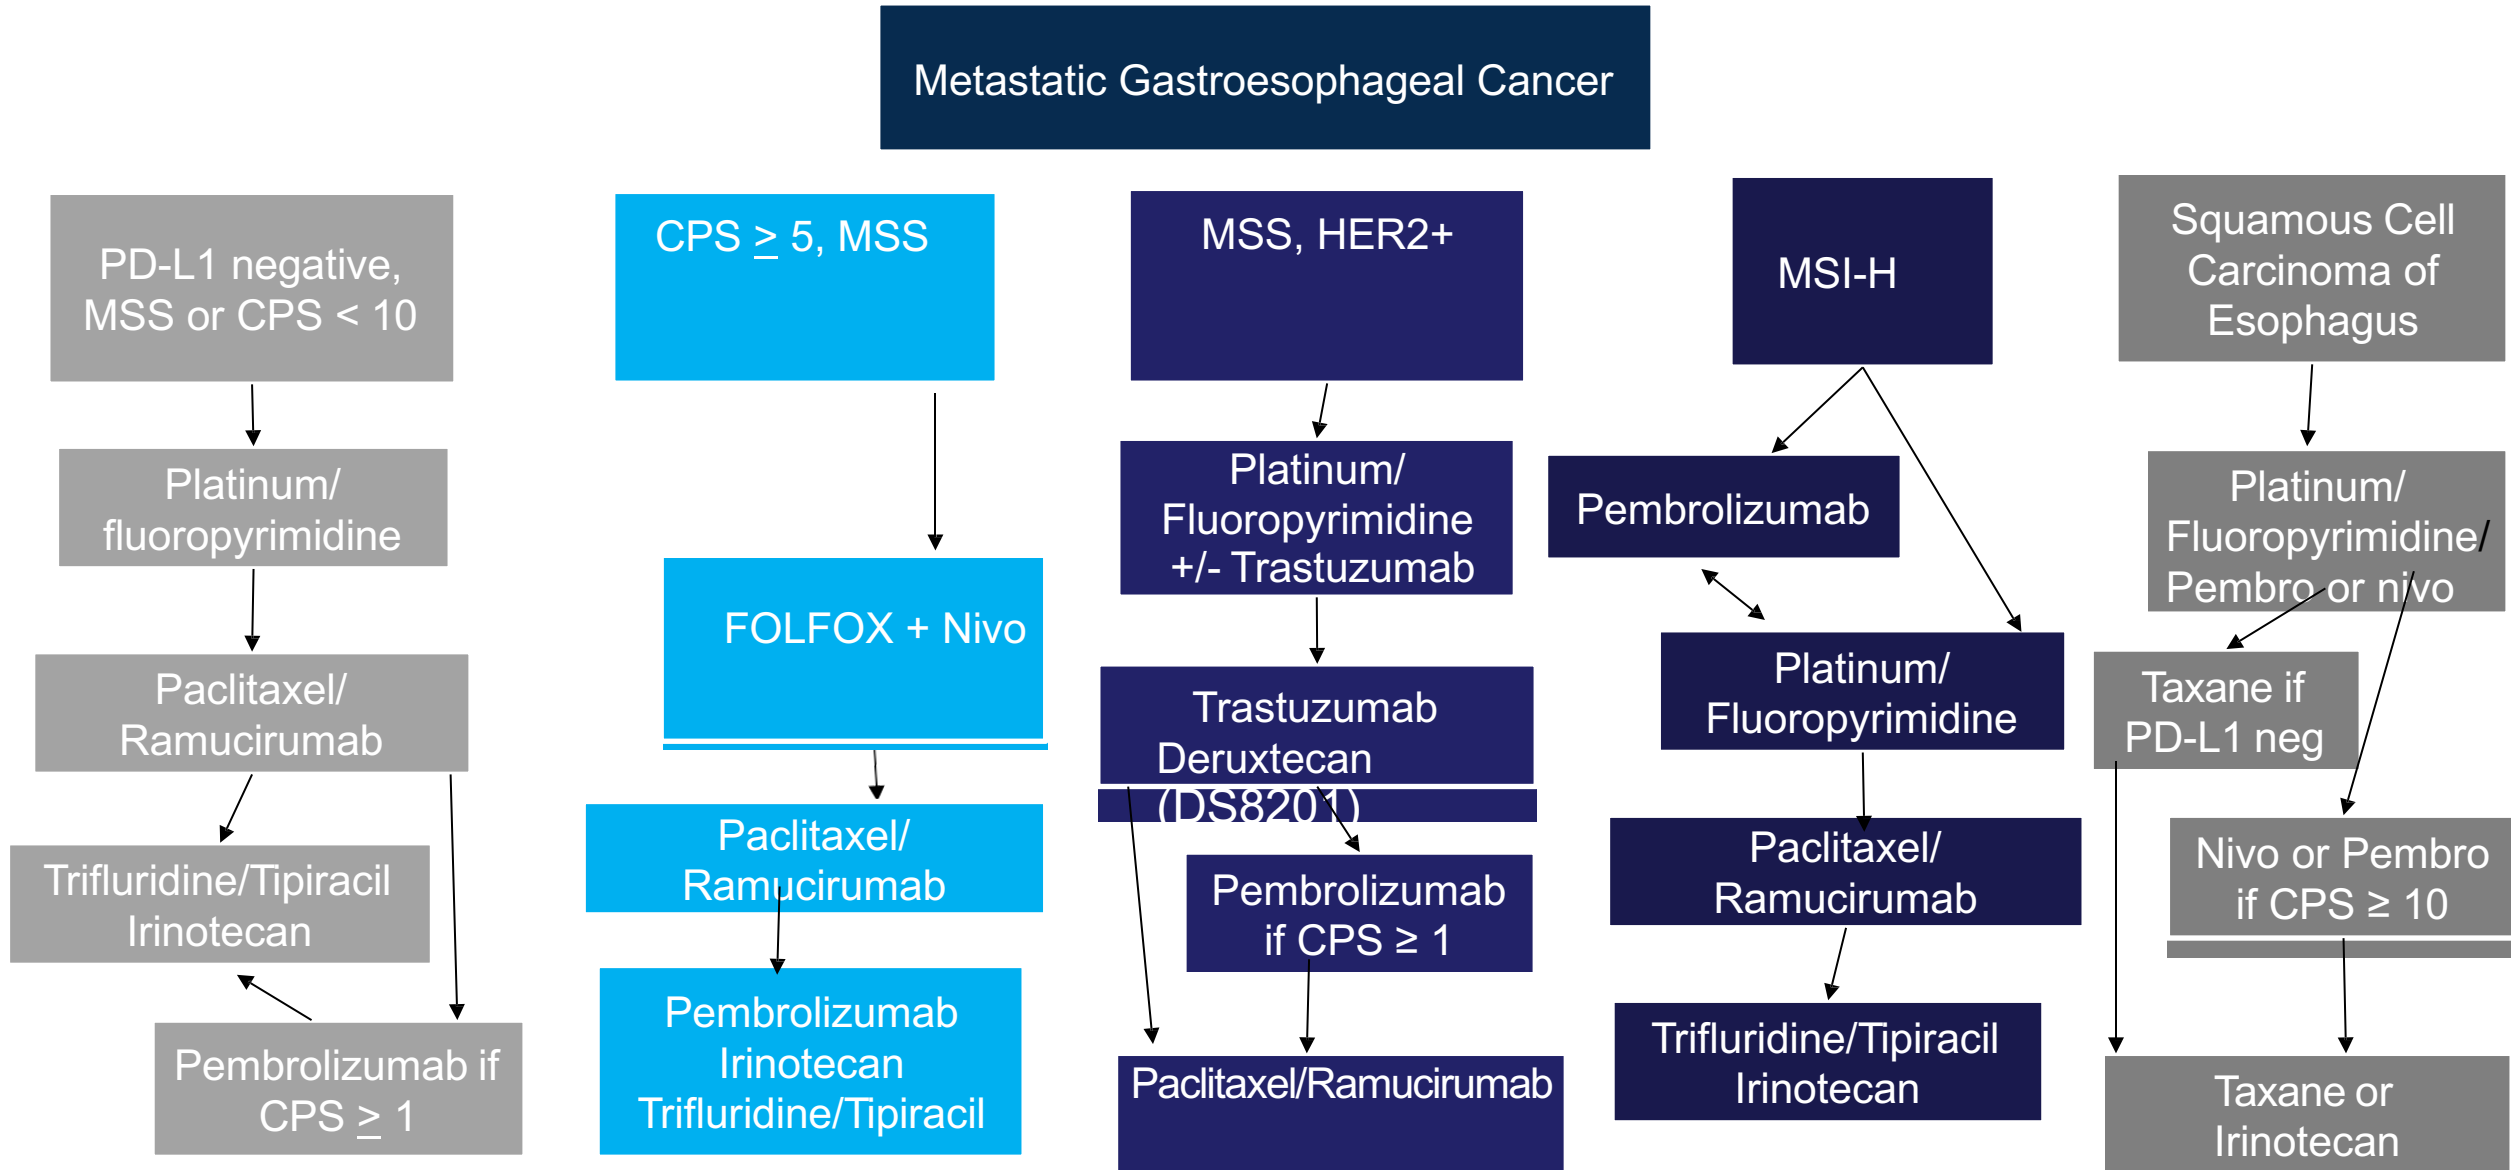 Metastatic Gastroesophageal Cancer
PD-L1 negative,
MSS or CPS < 10
Platinum/
fluoropyrimidine
Paclitaxel/
Ramucirumab
Trifluridine/Tipiracil
Irinotecan
Pembrolizumab if
CPS ≥ 1
CPS ≥ 5, MSS
FOLFOX + Nivo
Paclitaxel/
Ramucirumab
Pembrolizumab
Irinotecan
Trifluridine/Tipiracil
MSS, HER2+
Platinum/
Fluoropyrimidine
+/- Trastuzumab
Trastuzumab
Deruxtecan
(DS8201)
Pembrolizumab
if CPS ≥ 1
Paclitaxel/Ramucirumab
MSI-H
Pembrolizumab
Platinum/
Fluoropyrimidine
Paclitaxel/
Ramucirumab
Trifluridine/Tipiracil
Irinotecan
Squamous Cell
Carcinoma of
Esophagus
Platinum/
Fluoropyrimidine/
Pembro or nivo
Taxane if
PD-L1 neg
Nivo or Pembro
if CPS ≥ 10
Taxane or
Irinotecan